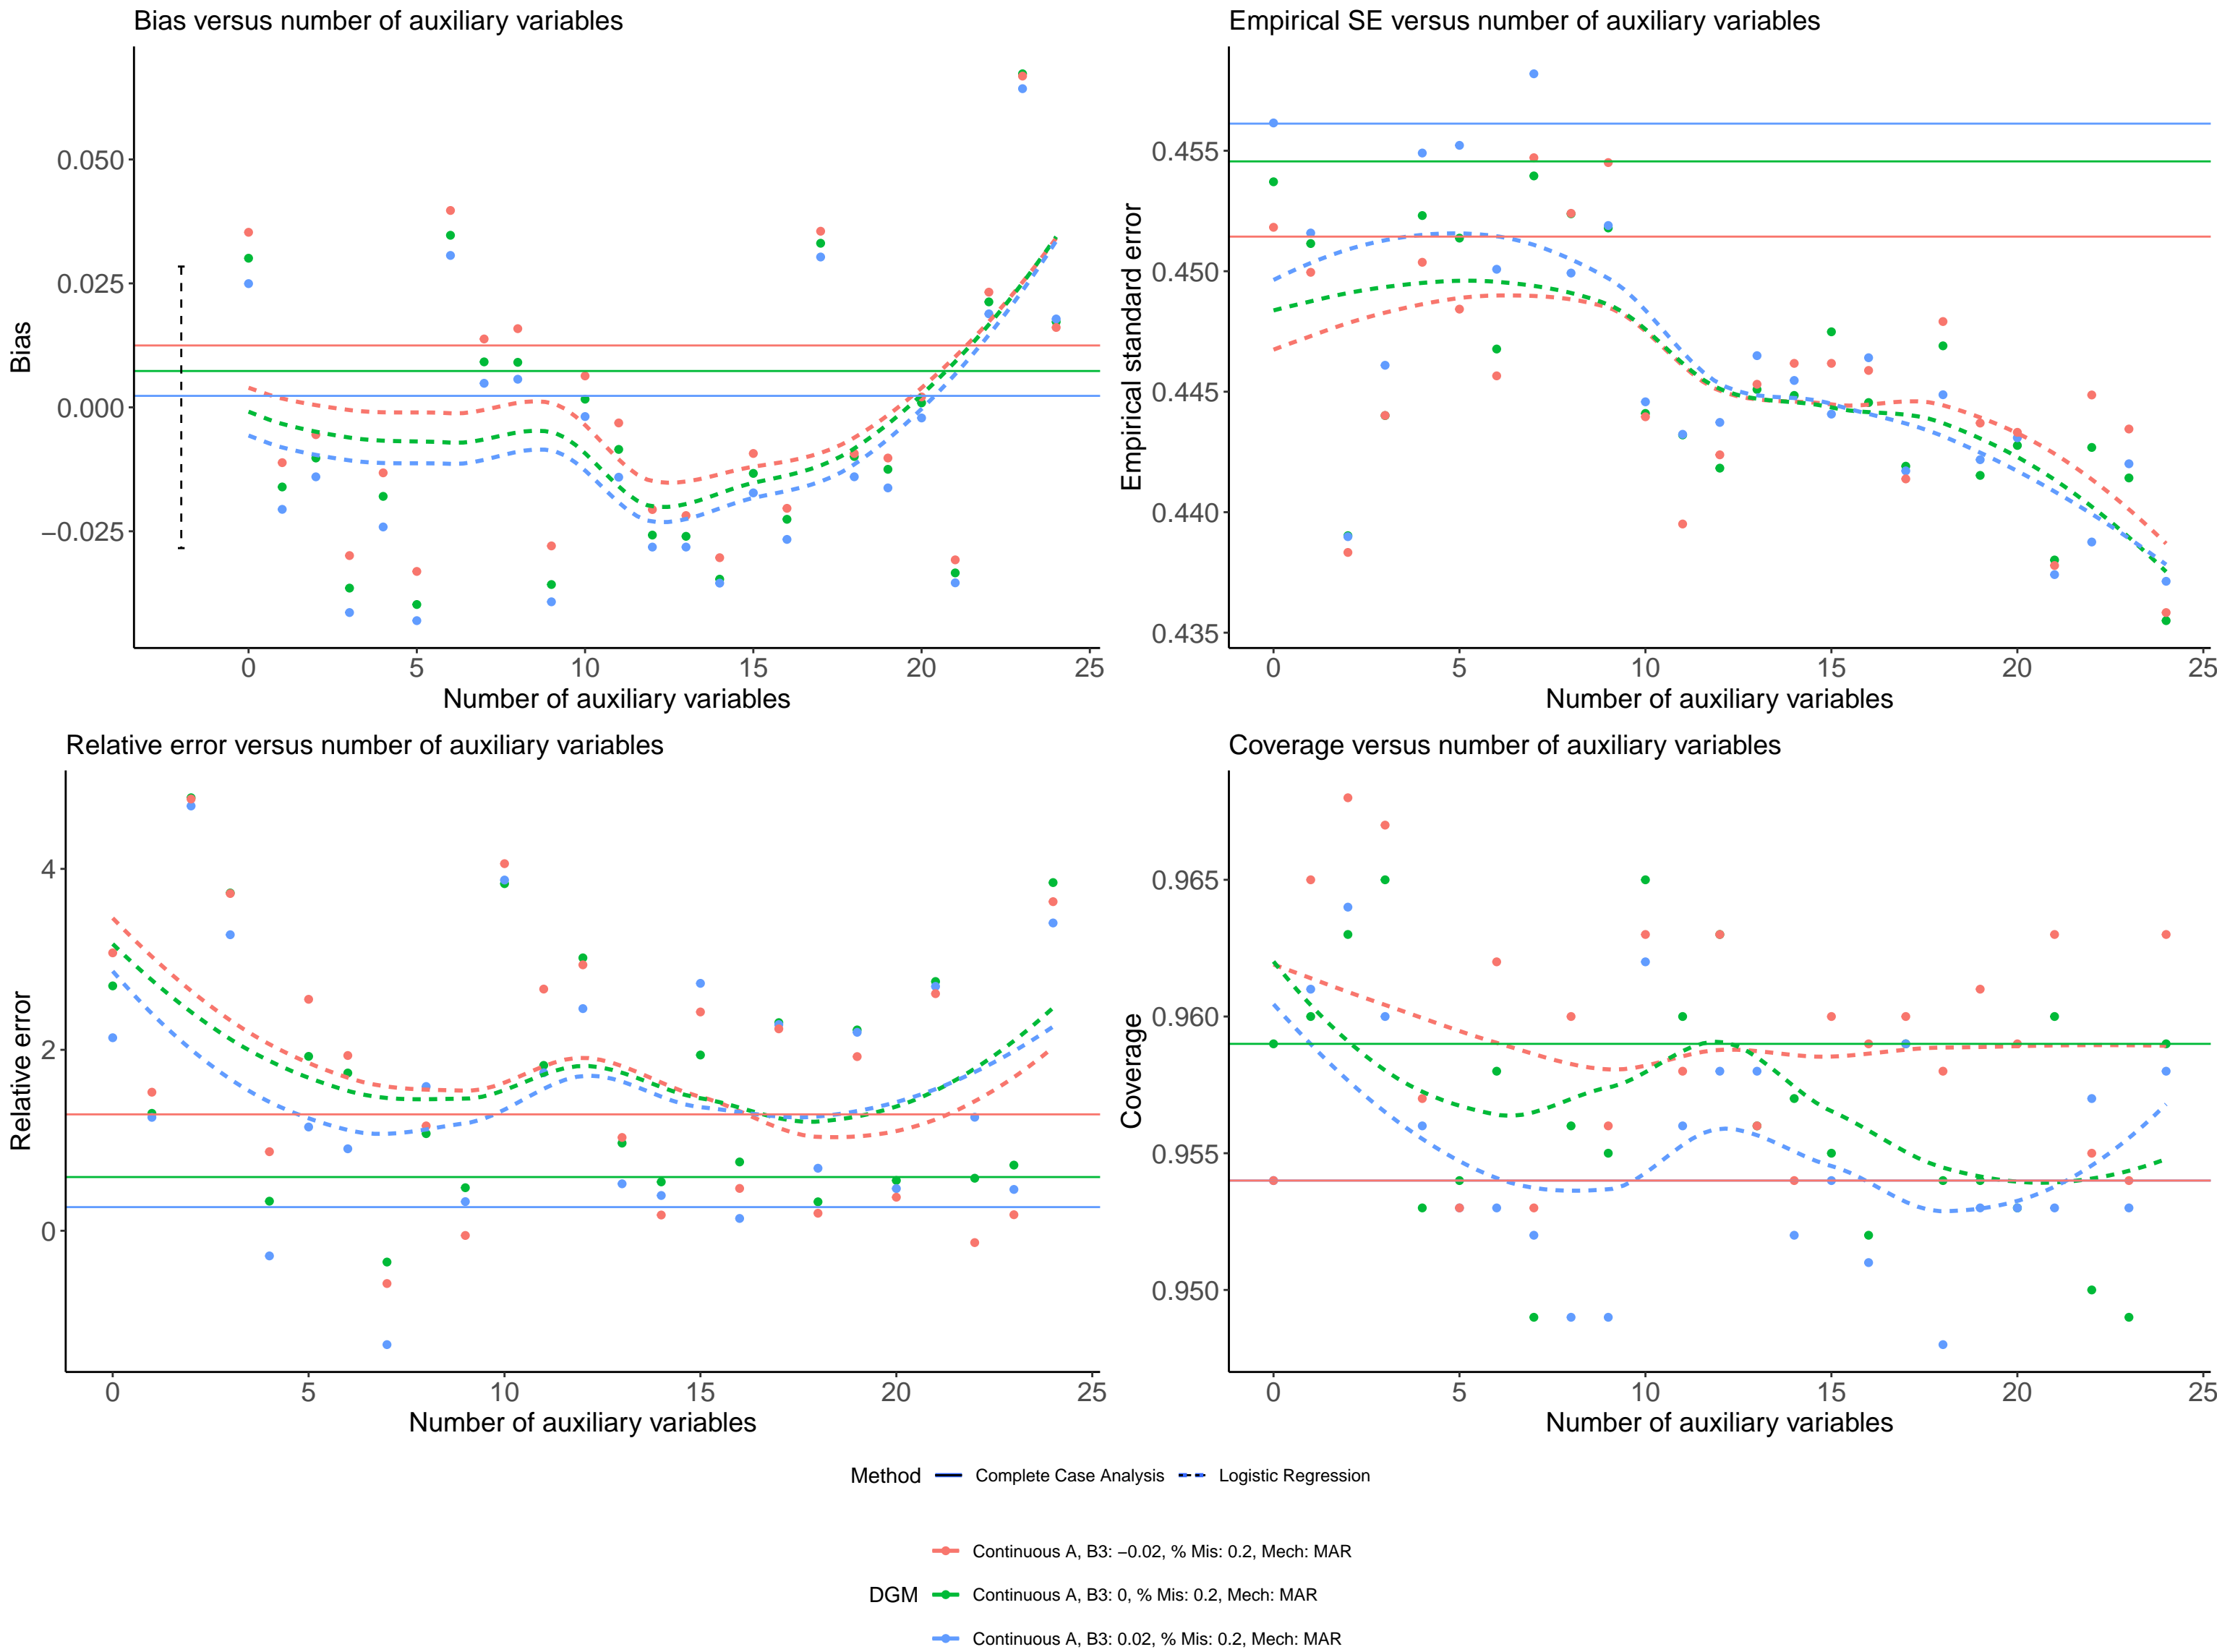 Bias versus number of auxiliary variables
Empirical SE versus number of auxiliary variables
Bias
0.050
0.025
0.000
−0.025
0 5 10 15 20 25
Number of auxiliary variables
Empirical standard error
0.455
0.450
0.445
0.440
0.435
0 5 10 15 20 25
Number of auxiliary variables
Relative error versus number of auxiliary variables
Coverage versus number of auxiliary variables
Relative error
4
2
0
0 5 10 15 20 25
Number of auxiliary variables
Coverage
0.965
0.960
0.955
0.950
0 5 10 15 20 25
Number of auxiliary variables
Method Complete Case Analysis Logistic Regression
Continuous A, B3: −0.02, % Mis: 0.2, Mech: MAR
DGM Continuous A, B3: 0, % Mis: 0.2, Mech: MAR
Continuous A, B3: 0.02, % Mis: 0.2, Mech: MAR